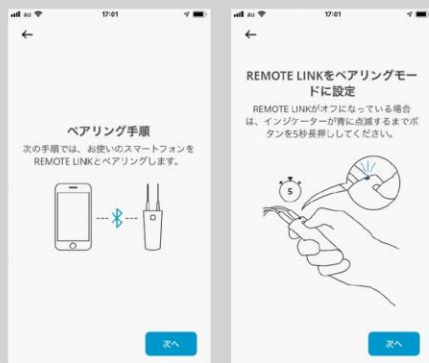 au 17:01
ペアリング手順
次の手順では、お使いのスマートフォンを
REMOTE LINKとペアリングします。
次へ
au 17:01
REMOTE LINKをペアリングモー
ドに設定
REMOTE LINKがオフになっている場合
は、インジケーターが青に点滅するまでボ
タンを5秒長押ししてください。
5
次へ